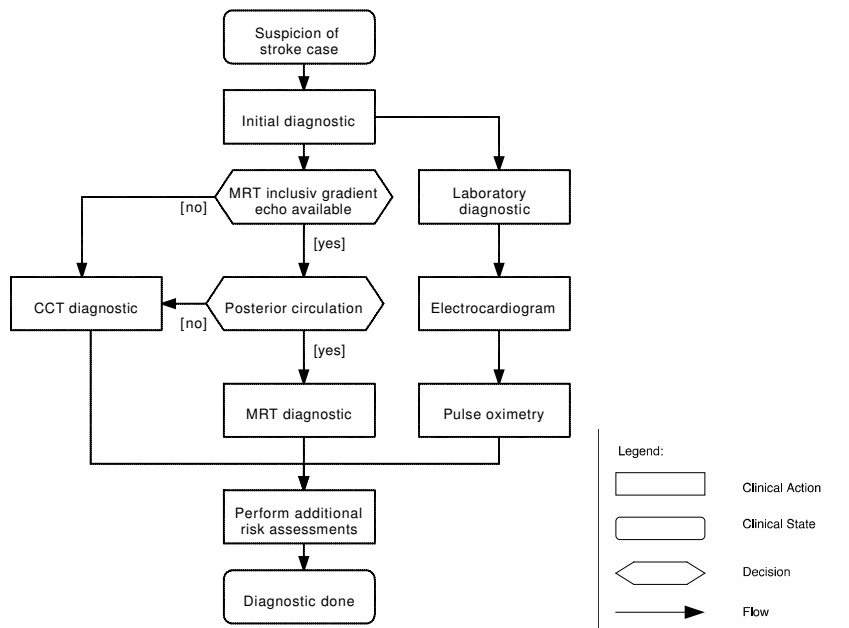 Suspicion of
stroke case
Initial diagnostic
MRT inclusiv gradient
echo available
Laboratory
diagnostic
[no]
[yes]
CCT diagnostic
Posterior circulation
Electrocardiogram
[no]
[yes]
MRT diagnostic
Pulse oximetry
Perform additional
risk assessments
Diagnostic done
Legend:
Clinical Action
Clinical State
Decision
Flow